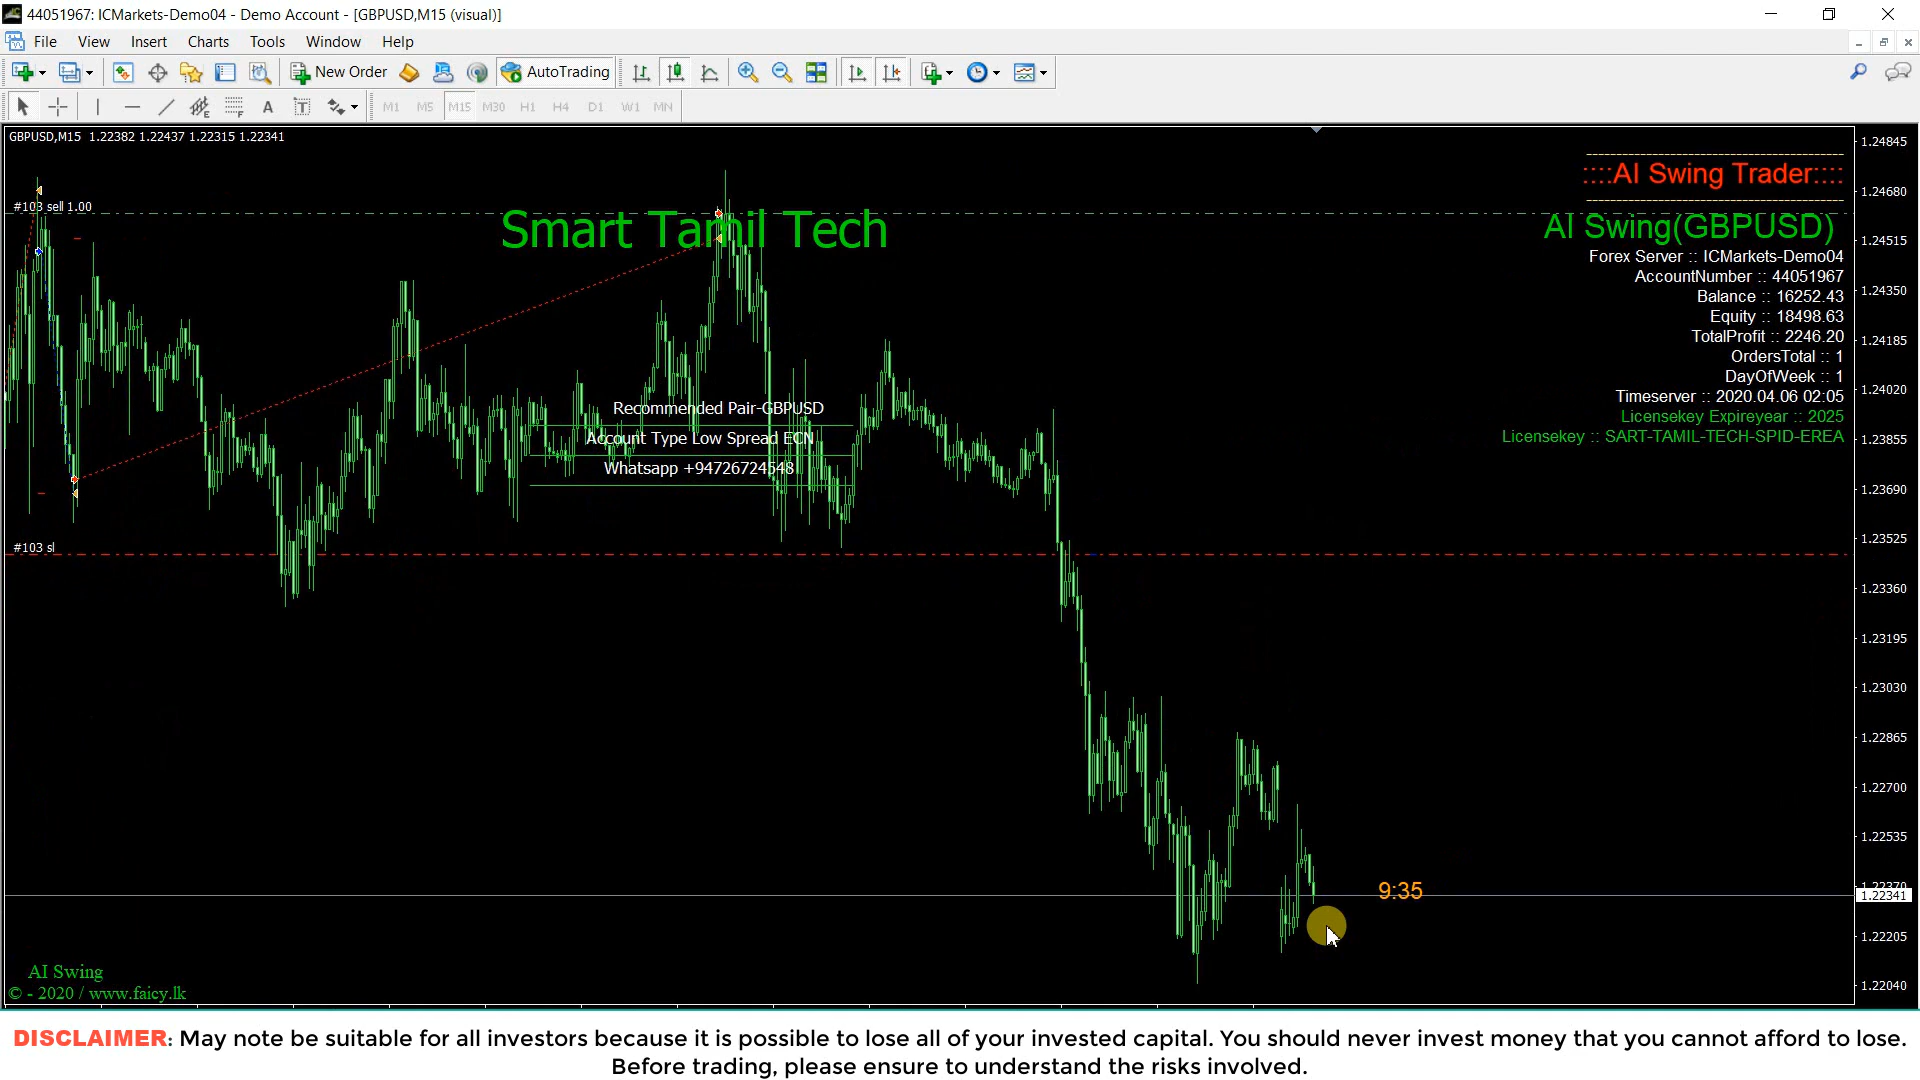 44051967: ICMarkets-Demo04 - Demo Account - [GBPUSD,M15 (visual)]
File View Insert Charts Tools Window Help
New Order AutoTrading
A T M1 M5 M15 M30 H1 H4 D1 W1 MN
GBPUSD,M15 1.22382 1.22437 1.22315 1.22341
1.24845
::::AI Swing Trader::::
1.24680
#103 sell 1.00
Smart Tamil Tech
AI Swing(GBPUSD)
1.24515
Forex Server :: ICMarkets-Demo04
AccountNumber :: 44051967
1.24350
Balance :: 16252.43
Equity :: 18498.63
TotalProfit :: 2246.20
1.24185
OrdersTotal :: 1
DayOfWeek :: 1
1.24020
Timeserver :: 2020.04.06 02:05
Recommended Pair-GBPUSD
Licensekey Expireyear :: 2025
Account Type Low Spread ECN
Licensekey :: SART-TAMIL-TECH-SPID-EREA
1.23855
Whatsapp +94726724548
1.23690
1.23525
#103 sl
1.23360
1.23195
1.23030
1.22865
1.22700
1.22535
1.22370
9:35
1.22341
1.22205
AI Swing
1.22040
© - 2020 / www.faicy.lk
DISCLAIMER: May note be suitable for all investors because it is possible to lose all of your invested capital. You should never invest money that you cannot afford to lose.
Before trading, please ensure to understand the risks involved.